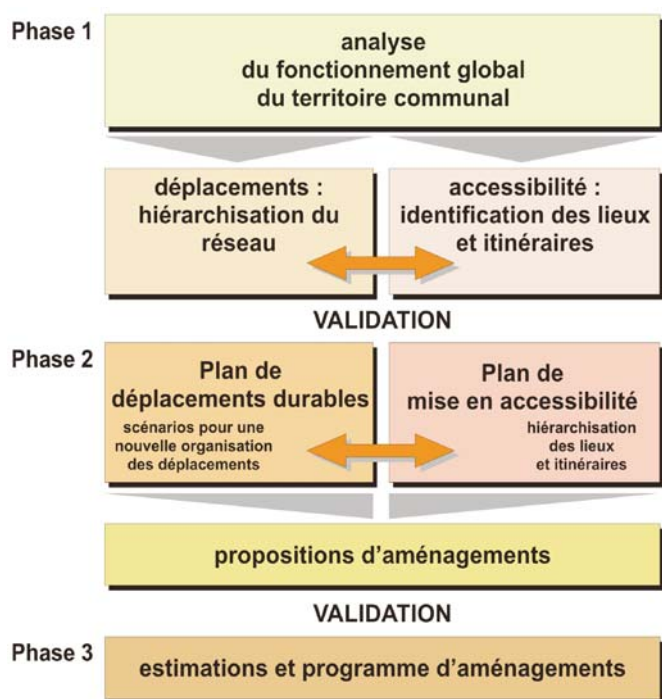 Phase 1
analyse
du fonctionnement global
du territoire communal
déplacements :
hiérarchisation du
réseau
accessibilité :
identification des lieux
et itinéraires
VALIDATION
Phase 2
Plan de
déplacements durables
scénarios pour une
nouvelle organisation
des déplacements
Plan de
mise en accessibilité
hiérarchisation
des lieux
et itinéraires
propositions d'aménagements
VALIDATION
Phase 3
estimations et programme d'aménagements